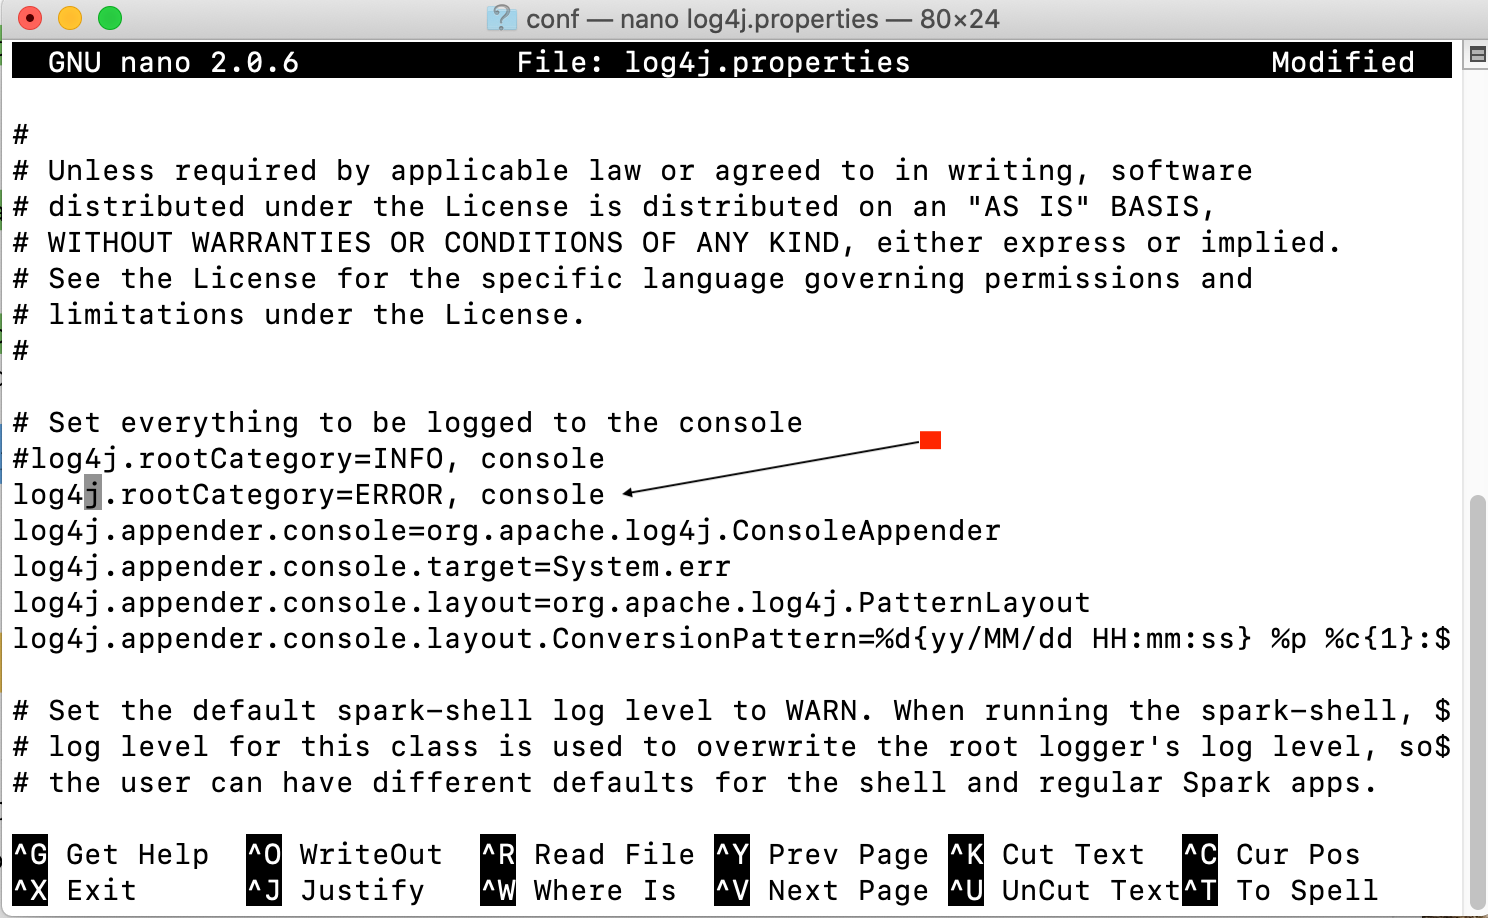 conf — nano log4j.properties — 80×24
GNU nano 2.0.6 File: log4j.properties Modified
#
# Unless required by applicable law or agreed to in writing, software
# distributed under the License is distributed on an "AS IS" BASIS,
# WITHOUT WARRANTIES OR CONDITIONS OF ANY KIND, either express or implied.
# See the License for the specific language governing permissions and
# limitations under the License.
#
# Set everything to be logged to the console
#log4j.rootCategory=INFO, console
log4j.rootCategory=ERROR, console
log4j.appender.console=org.apache.log4j.ConsoleAppender
log4j.appender.console.target=System.err
log4j.appender.console.layout=org.apache.log4j.PatternLayout
log4j.appender.console.layout.ConversionPattern=%d{yy/MM/dd HH:mm:ss} %p %c{1}:$
# Set the default spark-shell log level to WARN. When running the spark-shell, $
# log level for this class is used to overwrite the root logger's log level, so$
# the user can have different defaults for the shell and regular Spark apps.
^G Get Help ^O WriteOut ^R Read File ^Y Prev Page ^K Cut Text ^C Cur Pos
^X Exit ^J Justify ^W Where Is ^V Next Page ^U UnCut Text ^T To Spell